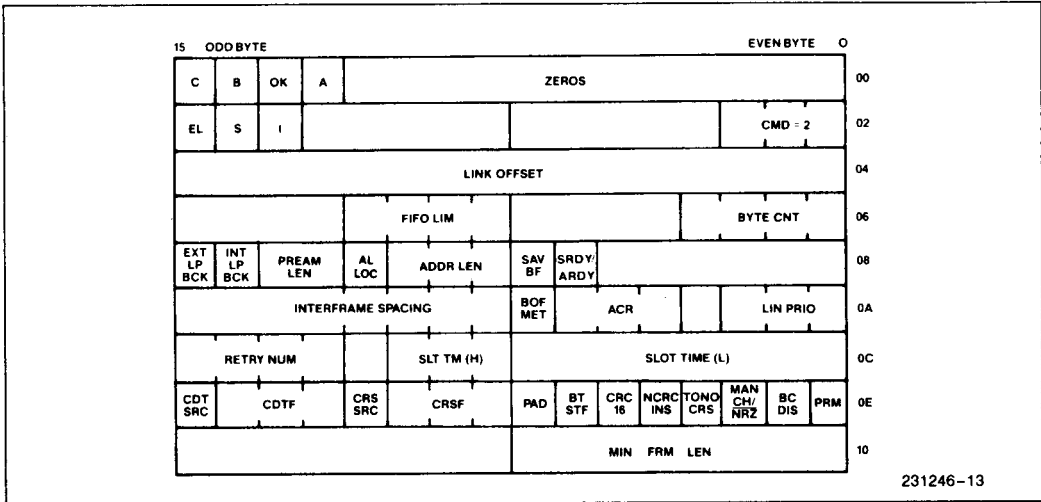 15 ODD BYTE EVEN BYTE O
C B OK A ZEROS 00
EL S I CMD = 2 02
LINK OFFSET 04
FIFO LIM BYTE CNT 06
EXT LP BCK INT LP BCK PREAM LEN AL LOC ADDR LEN SAV BF SRDY/ ARDY 08
INTERFRAME SPACING BOF MET ACR LIN PRIO 0A
RETRY NUM SLT TM (H) SLOT TIME (L) 0C
CDT SRC CDTF CRS SRC CRSF PAD BT STF CRC 16 NCRC INS TONO CRS MAN CH/ NRZ BC DIS PRM 0E
MIN FRM LEN 10
231246-13